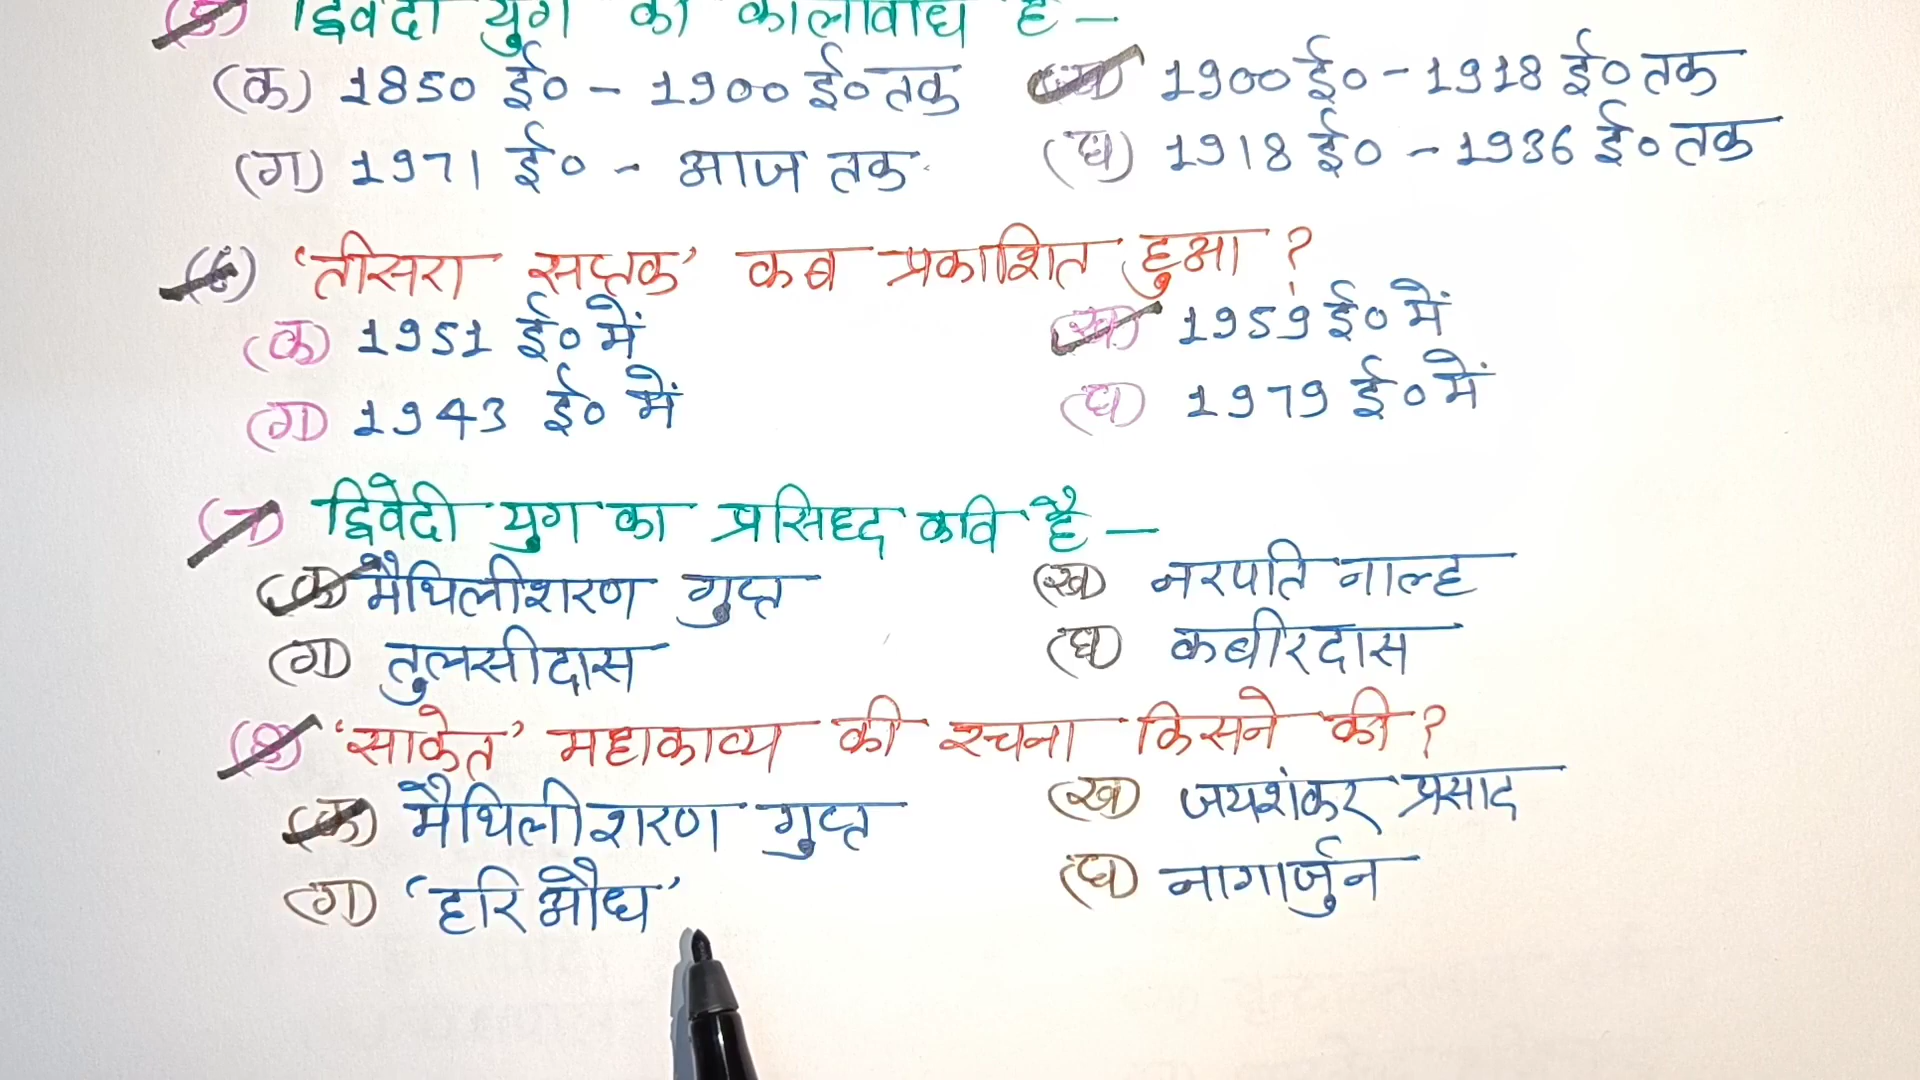 (5) द्विवेदी युग की कालावधि है –
(क) 1850 ई० – 1900 ई० तक (ख) 1900 ई० – 1918 ई० तक
(ग) 1971 ई० - आज तक (घ) 1918 ई० – 1936 ई० तक
(6) 'तीसरा सप्तक' कब प्रकाशित हुआ ?
(क) 1951 ई० में (ख) 1959 ई० में
(ग) 1943 ई० में (घ) 1979 ई० में
(7) द्विवेदी युग का प्रसिध्द कवि है –
(क) मैथिलीशरण गुप्त (ख) नरपति नाल्ह
(ग) तुलसीदास (घ) कबीरदास
(8) 'साकेत' महाकाव्य की रचना किसने की ?
(क) मैथिलीशरण गुप्त (ख) जयशंकर प्रसाद
(ग) 'हरिऔध' (घ) नागार्जुन